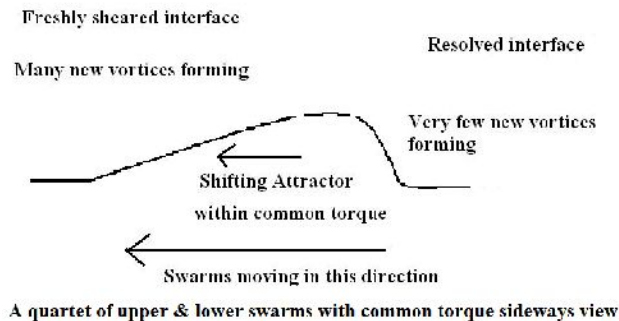 Freshly sheared interface
Resolved interface
Many new vortices forming
Very few new vortices
forming
Shifting Attractor
within common torque
Swarms moving in this direction
A quartet of upper & lower swarms with common torque sideways view